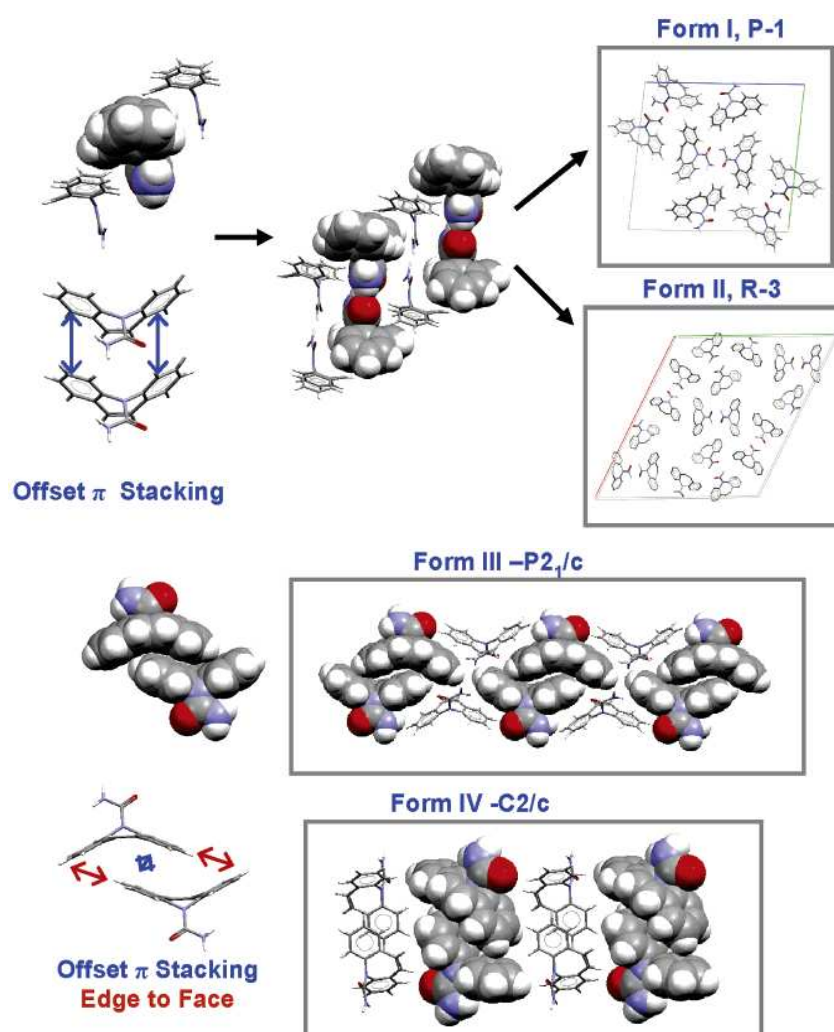 Form I, P-1
Form II, R-3
Offset π Stacking
Form III –P2₁/c
Form IV -C2/c
Offset π Stacking
Edge to Face